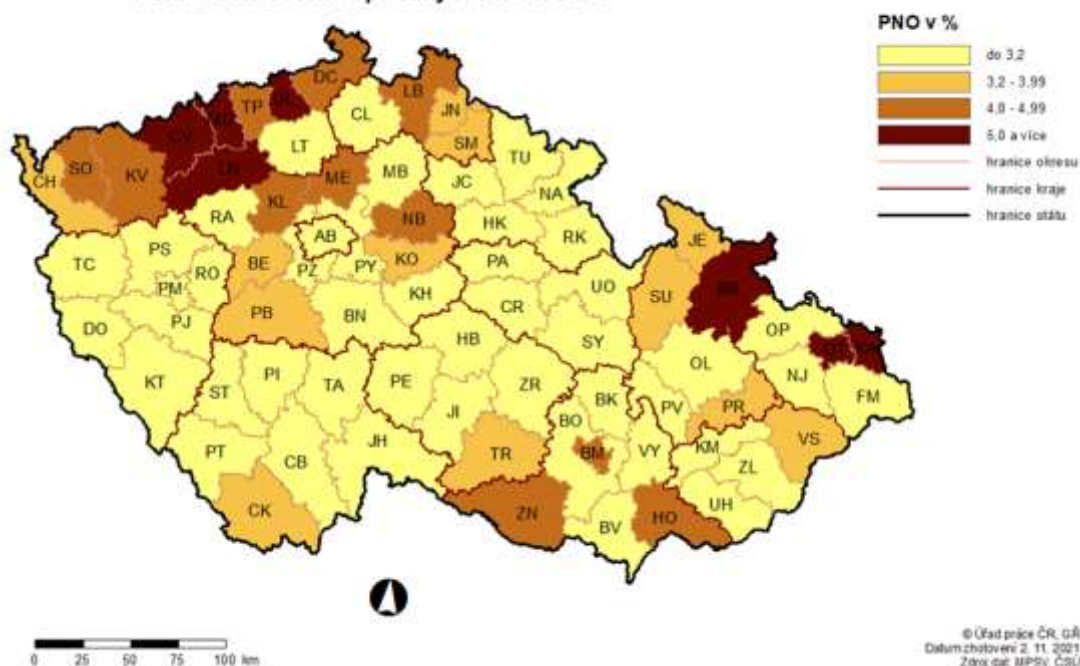 PNO v %
do 3,2
3,2 - 3,99
4,0 - 4,99
5,0 a více
hranice okresu
hranice kraje
hranice státu
DC
LB
TP
JN
CL
SM
LT
TU
SO
KV
CH
ME
MB
JC
NA
KL
RA
NB
HK
AB
RK
JE
PS
BE
KO
PA
TC
RO
PZ
PY
PM
UO
SU
KH
CR
PB
PJ
BN
DO
OP
HB
SY
OL
KT
PI
PE
ZR
NJ
ST
TA
FM
BK
PV
PR
JI
BO
PT
JH
TR
BM
VY
KM
VS
CB
ZL
CK
ZN
HO
UH
BV
0 25 50 75 100 km
© Úřad práce ČR, GŘ
Datum zhotovení 2. 11. 2021
Zdroj dat: MPSV, ČSÚ